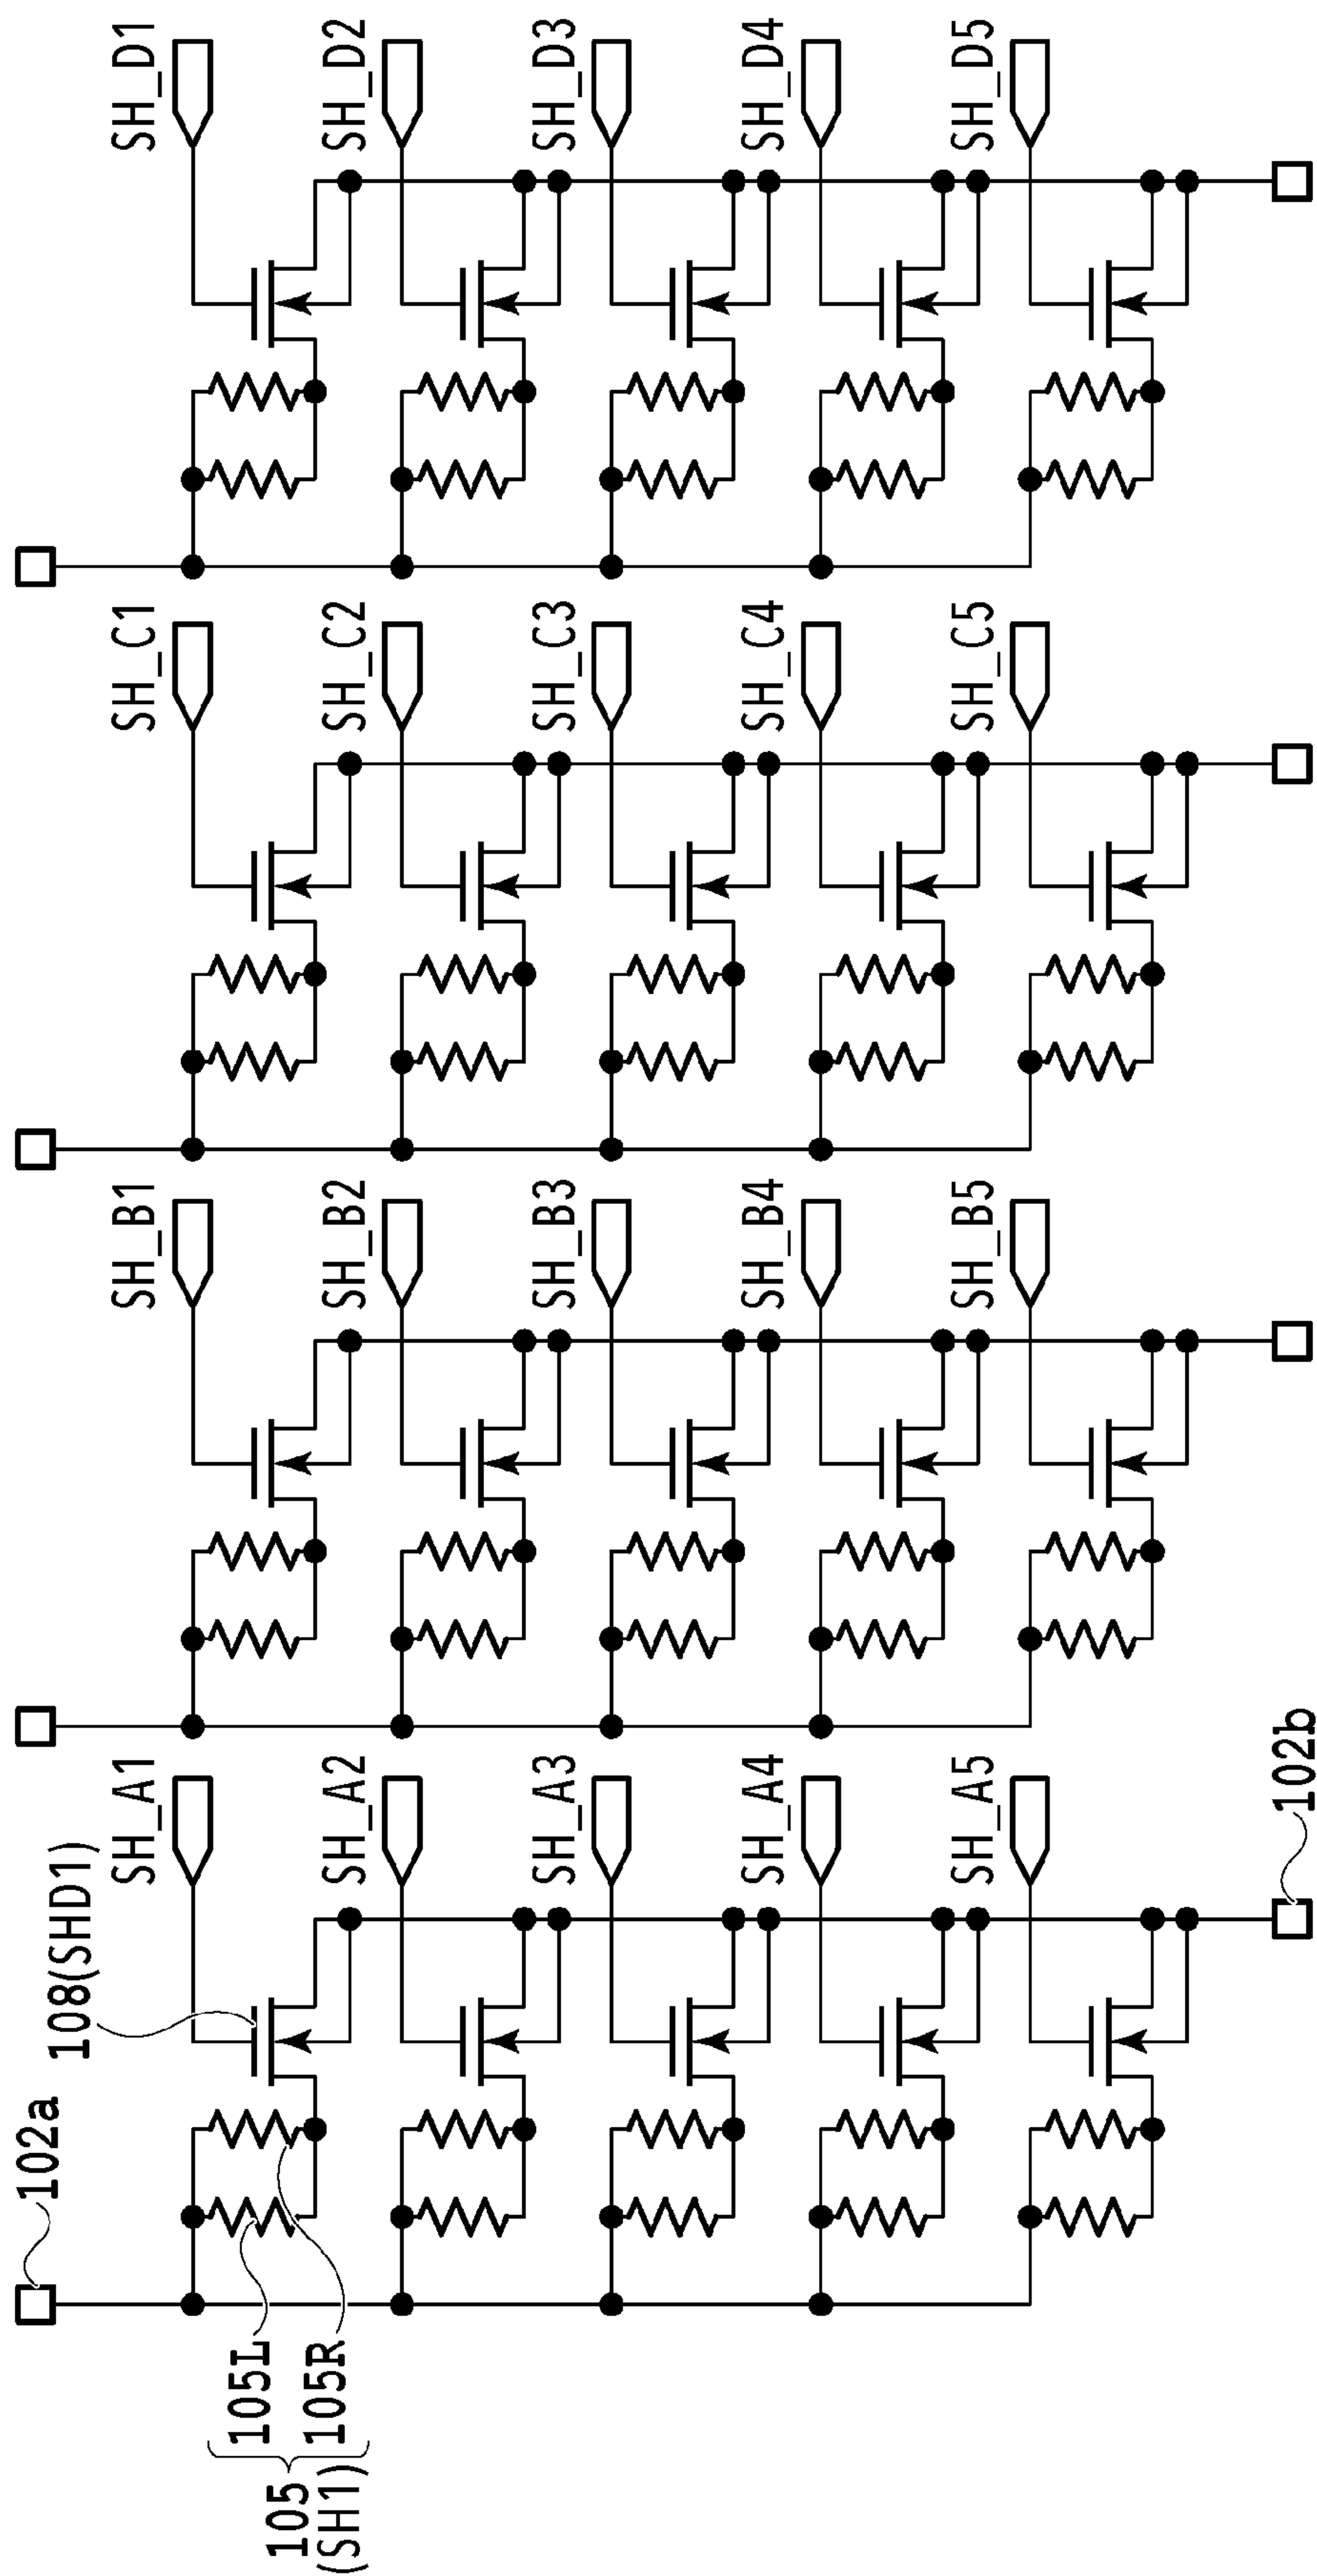 102a
108(SHD1)
105L
105R
105
(SH1)
SH_A1
SH_A2
SH_A3
SH_A4
SH_A5
102b
SH_B1
SH_B2
SH_B3
SH_B4
SH_B5
SH_C1
SH_C2
SH_C3
SH_C4
SH_C5
SH_D1
SH_D2
SH_D3
SH_D4
SH_D5